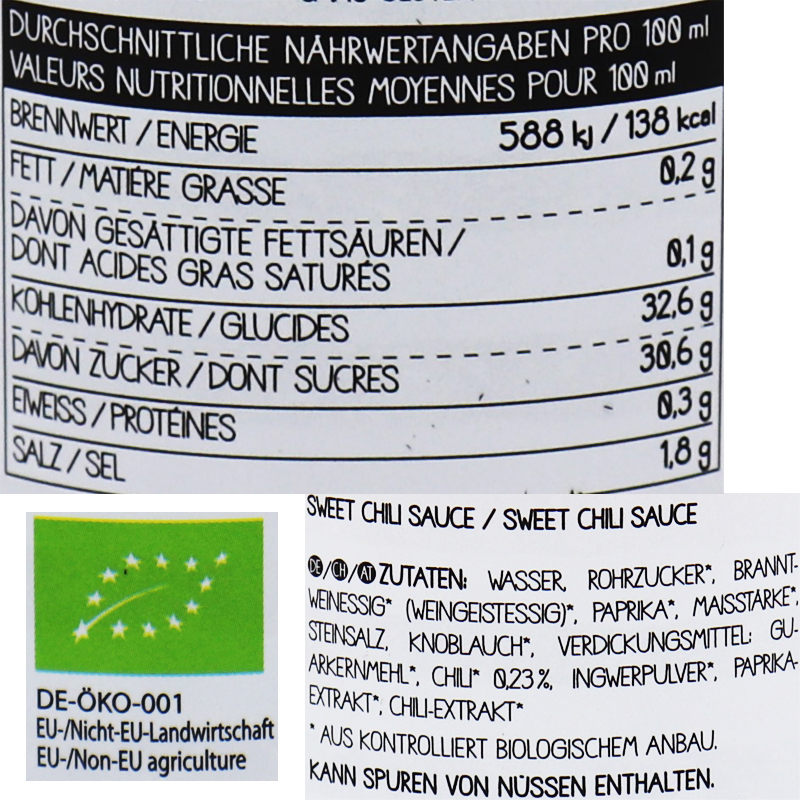 DURCHSCHNITTLICHE NÄHRWERTANGABEN PRO 100 ml
VALEURS NUTRITIONNELLES MOYENNES POUR 100 ml
BRENNWERT / ENERGIE 588 kJ / 138 kcal
FETT / MATIÉRE GRASSE 0,2 g
DAVON GESÄTTIGTE FETTSÄUREN /
DONT ACIDES GRAS SATURÉS 0,1 g
KOHLENHYDRATE / GLUCIDES 32,6 g
DAVON ZUCKER / DONT SUCRES 30,6 g
EIWEISS / PROTÉINES 0,3 g
SALZ / SEL 1,8 g
DE-ÖKO-001
EU-/Nicht-EU-Landwirtschaft
EU-/Non-EU agriculture
SWEET CHILI SAUCE / SWEET CHILI SAUCE
DE/CH/AT ZUTATEN: WASSER, ROHRZUCKER*, BRANNT-
WEINESSIG* (WEINGEISTESSIG)*, PAPRIKA*, MAISSTÄRKE*,
STEINSALZ, KNOBLAUCH*, VERDICKUNGSMITTEL: GU-
ARKERNMEHL*, CHILI* 0,23%, INGWERPULVER*, PAPRIKA-
EXTRAKT*, CHILI-EXTRAKT*
* AUS KONTROLLIERT BIOLOGISCHEM ANBAU.
KANN SPUREN VON NÜSSEN ENTHALTEN.